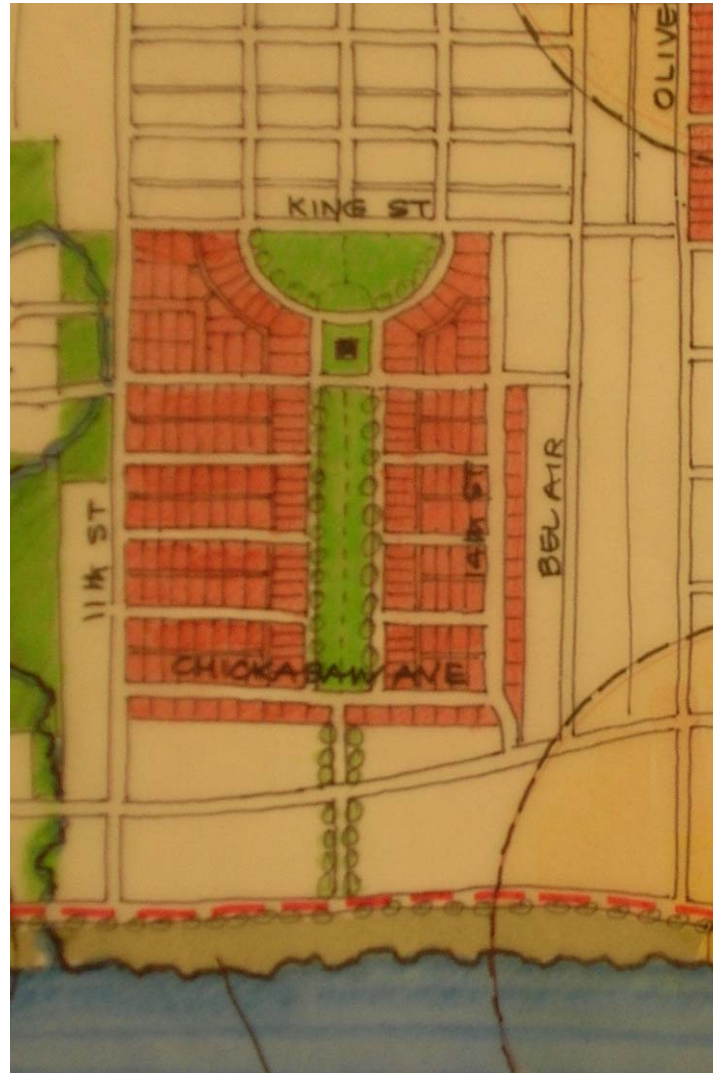 OLIVE
KING ST
11th ST
14th ST
BEL AIR
CHICKASAW AVE